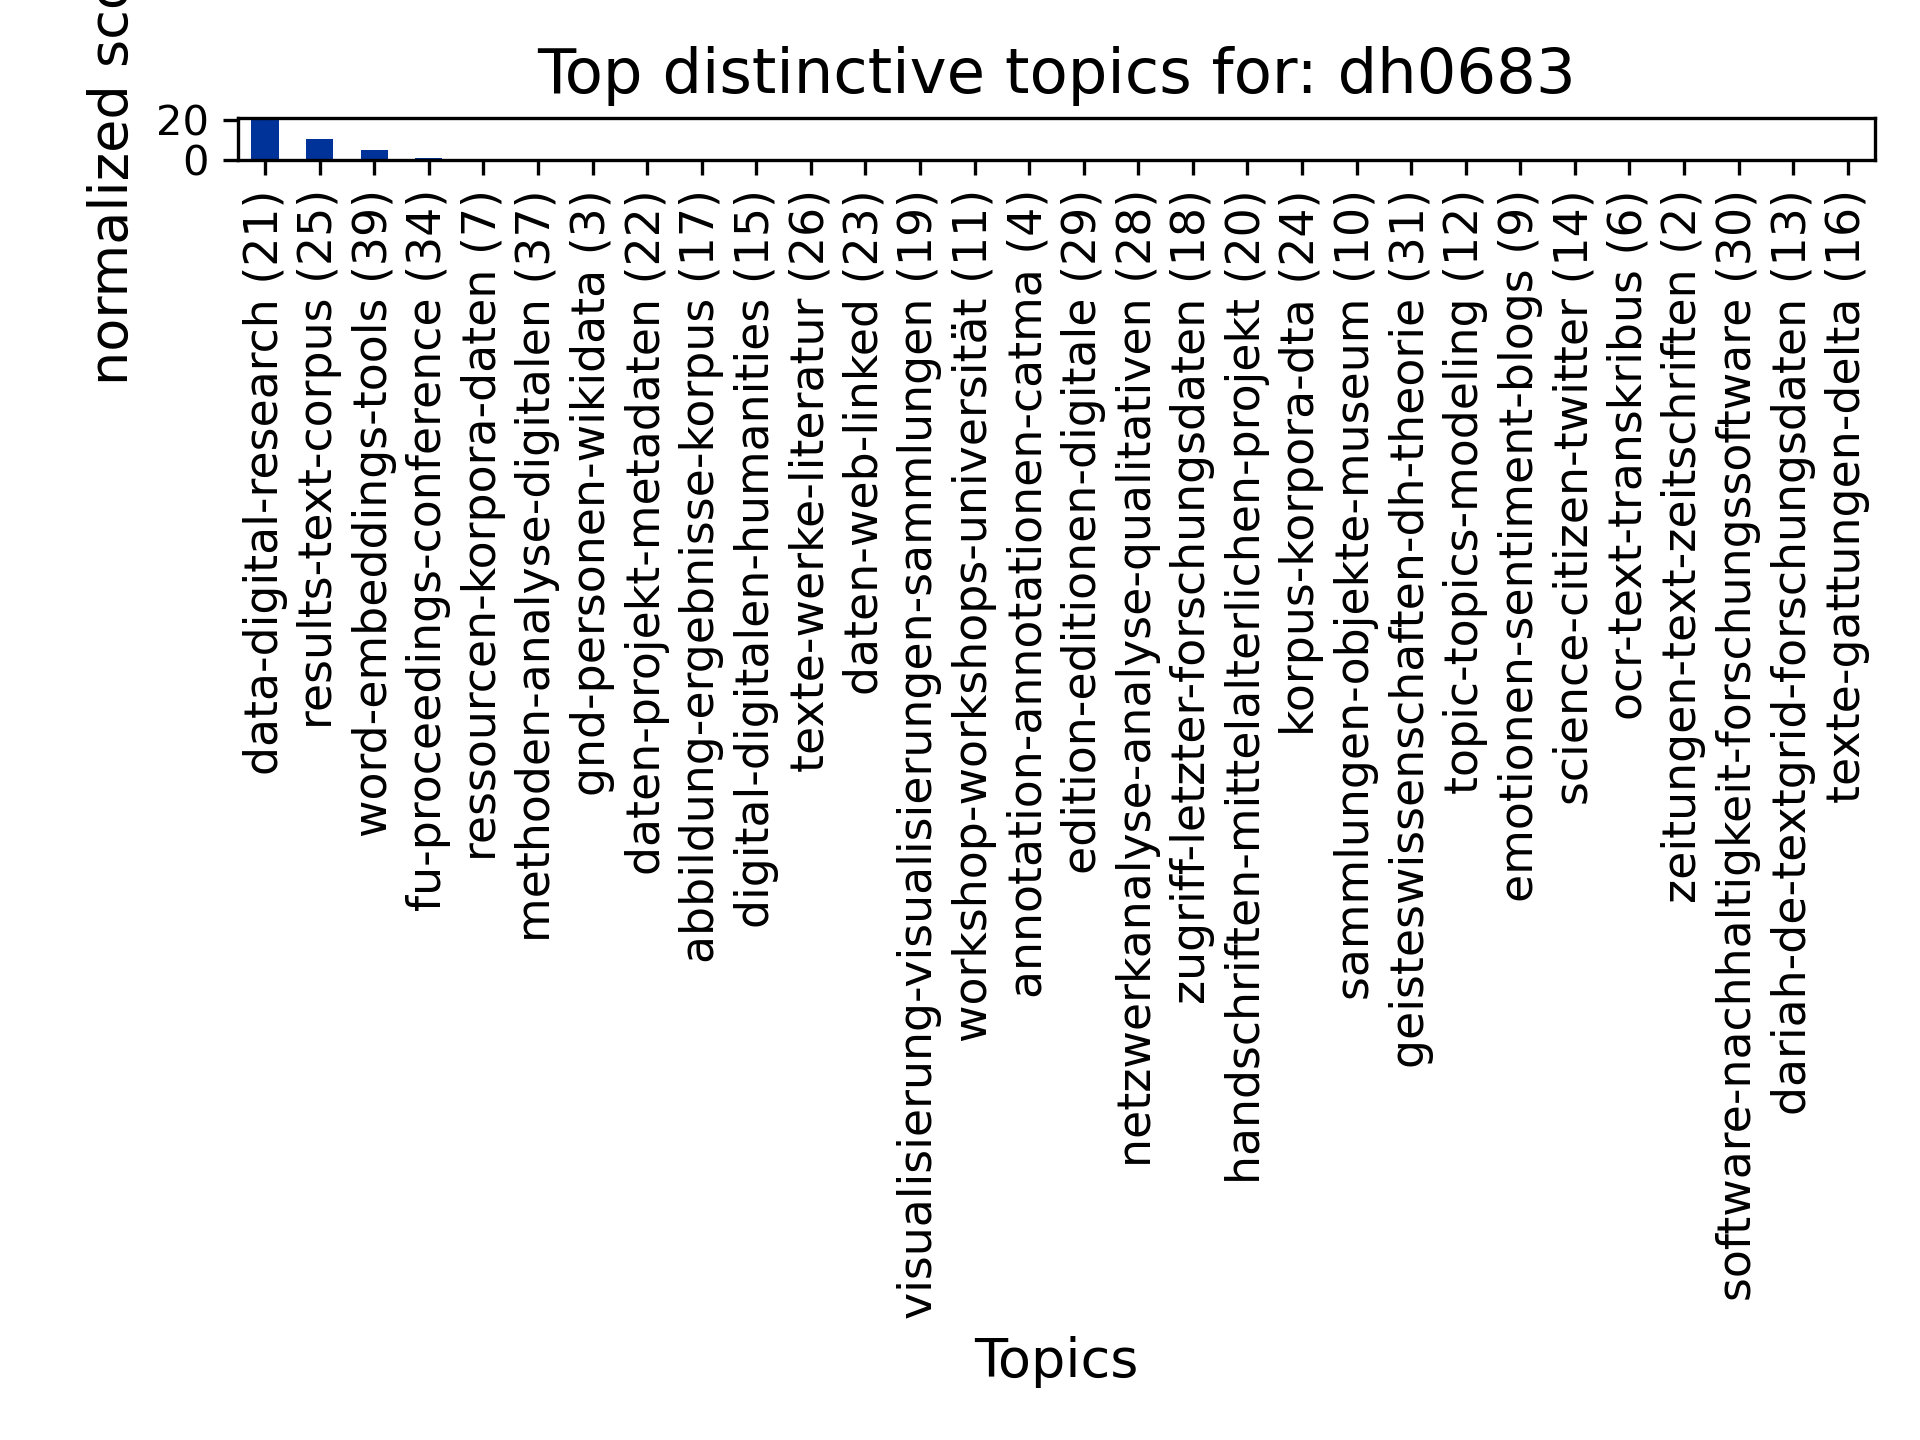 Top distinctive topics for: dh0683
normalized
20
0
data-digital-research (21)
results-text-corpus (25)
word-embeddings-tools (39)
fu-proceedings-conference (34)
ressourcen-korpora-daten (7)
methoden-analyse-digitalen (37)
gnd-personen-wikidata (3)
daten-projekt-metadaten (22)
abbildung-ergebnisse-korpus (17)
digital-digitalen-humanities (15)
texte-werke-literatur (26)
daten-web-linked (23)
visualisierung-visualisierungen-sammlungen (19)
workshop-workshops-universität (11)
annotation-annotationen-catma (4)
edition-editionen-digitale (29)
netzwerkanalyse-analyse-qualitativen (28)
zugriff-letzter-forschungsdaten (18)
handschriften-mittelalterlichen-projekt (20)
korpus-korpora-dta (24)
sammlungen-objekte-museum (10)
geisteswissenschaften-dh-theorie (31)
topic-topics-modeling (12)
emotionen-sentiment-blogs (9)
science-citizen-twitter (14)
ocr-text-transkribus (6)
zeitungen-text-zeitschriften (2)
software-nachhaltigkeit-forschungssoftware (30)
dariah-de-textgrid-forschungsdaten (13)
texte-gattungen-delta (16)
Topics